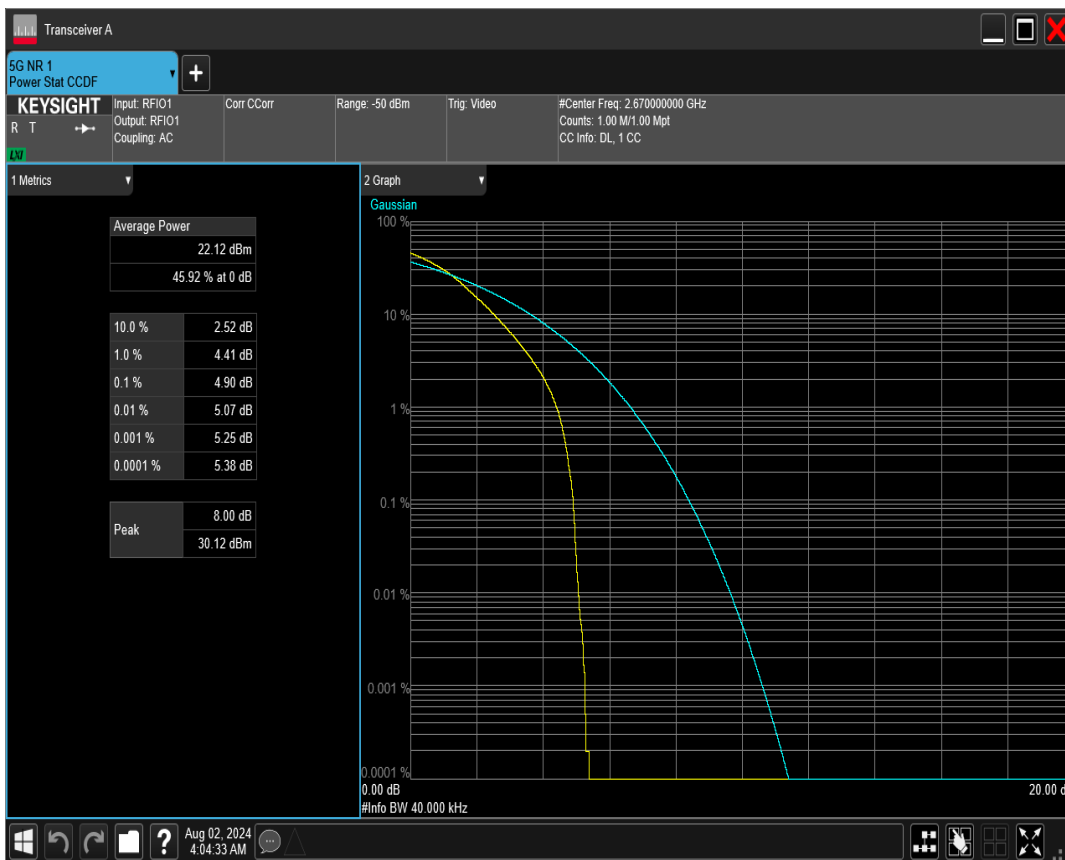 Transceiver A
5G NR 1
Power Stat CCDF
KEYSIGHT
R T
LXI
Input: RFIO1
Output: RFIO1
Coupling: AC
Corr CCorr
Range: -50 dBm
Trig: Video
#Center Freq: 2.670000000 GHz
Counts: 1.00 M/1.00 Mpt
CC Info: DL, 1 CC
1 Metrics
Average Power
22.12 dBm
45.92 % at 0 dB
10.0 % 2.52 dB
1.0 % 4.41 dB
0.1 % 4.90 dB
0.01 % 5.07 dB
0.001 % 5.25 dB
0.0001 % 5.38 dB
Peak
8.00 dB
30.12 dBm
2 Graph
Gaussian
100 %
10 %
1 %
0.1 %
0.01 %
0.001 %
0.0001 %
0.00 dB
20.00 d
#Info BW 40.000 kHz
?
Aug 02, 2024
4:04:33 AM